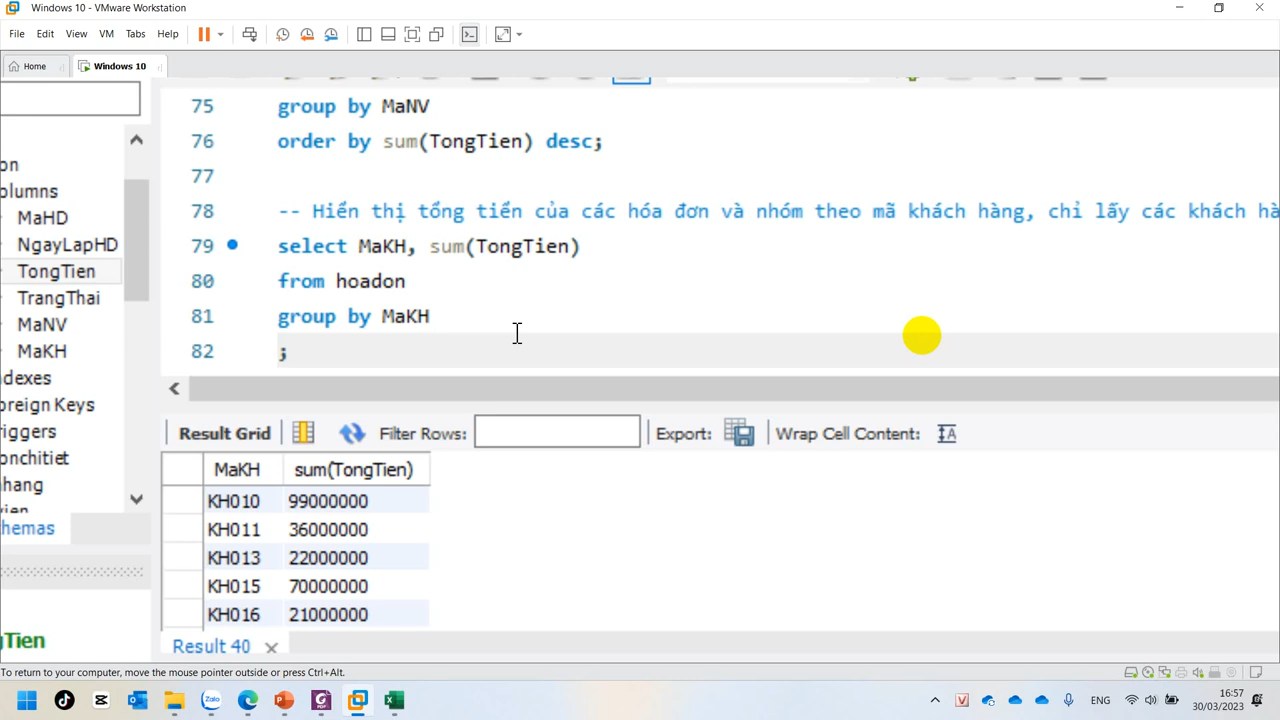 Windows 10 - VMware Workstation
File Edit View VM Tabs Help
Home Windows 10
75 group by MaNV
76 order by sum(TongTien) desc;
77
78 -- Hiển thị tổng tiền của các hóa đơn và nhóm theo mã khách hàng, chỉ lấy các khách hà
79 select MaKH, sum(TongTien)
80 from hoadon
81 group by MaKH
82 ;
on
olumns
MaHD
NgayLapHD
TongTien
TrangThai
MaNV
MaKH
ndexes
oreign Keys
riggers
onchitiet
hang
vien
hemas
gTien
Result Grid Filter Rows: Export: Wrap Cell Content:
MaKH sum(TongTien)
KH010 99000000
KH011 36000000
KH013 22000000
KH015 70000000
KH016 21000000
Result 40
To return to your computer, move the mouse pointer outside or press Ctrl+Alt.
Zalo
ENG
16:57
30/03/2023